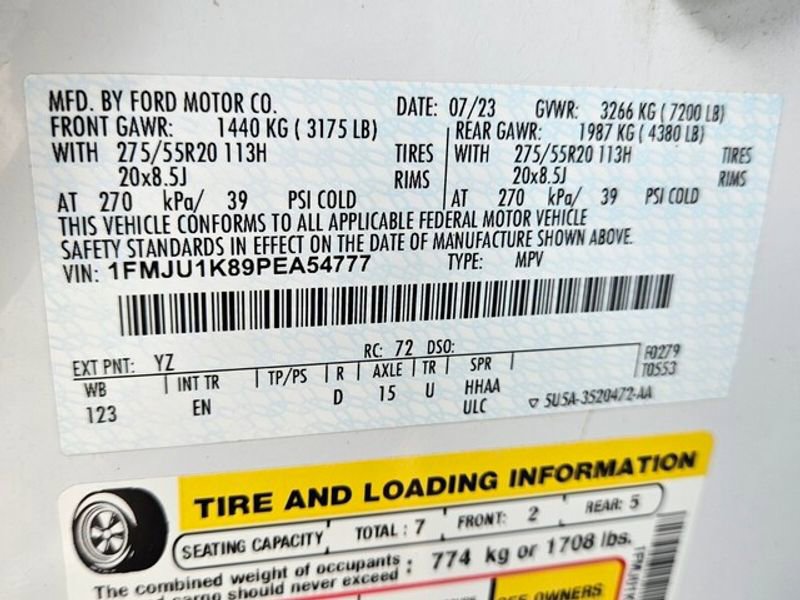 MFD. BY FORD MOTOR CO. DATE: 07/23 GVWR: 3266 KG ( 7200 LB)
FRONT GAWR: 1440 KG ( 3175 LB) REAR GAWR: 1987 KG ( 4380 LB)
WITH 275/55R20 113H TIRES WITH 275/55R20 113H TIRES
20x8.5J RIMS 20x8.5J RIMS
AT 270 kPa/ 39 PSI COLD AT 270 kPa/ 39 PSI COLD
THIS VEHICLE CONFORMS TO ALL APPLICABLE FEDERAL MOTOR VEHICLE
SAFETY STANDARDS IN EFFECT ON THE DATE OF MANUFACTURE SHOWN ABOVE.
VIN: 1FMJU1K89PEA54777 TYPE: MPV
EXT PNT: YZ RC: 72 DSO: F0279
WB INT TR TP/PS R AXLE TR SPR T0553
123 EN D 15 U HHAA
ULC ▽ 5U5A-3520472-AA
TIRE AND LOADING INFORMATION
SEATING CAPACITY TOTAL : 7 FRONT: 2 REAR: 5
The combined weight of occupants : 774 kg or 1708 lbs.
cargo should never exceed
SEE OWNERS